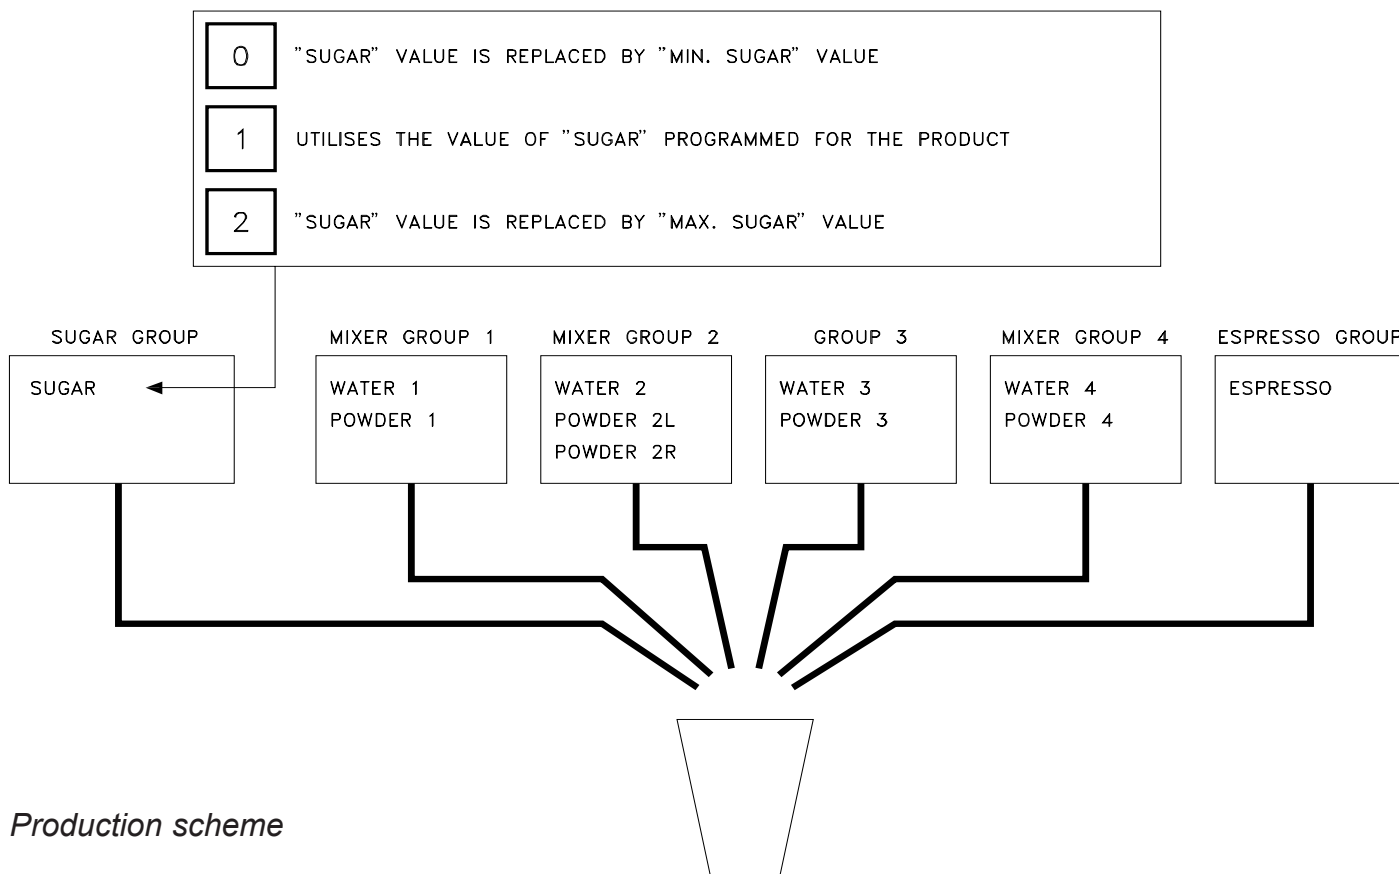 0 "SUGAR" VALUE IS REPLACED BY "MIN. SUGAR" VALUE
1 UTILISES THE VALUE OF "SUGAR" PROGRAMMED FOR THE PRODUCT
2 "SUGAR" VALUE IS REPLACED BY "MAX. SUGAR" VALUE
SUGAR GROUP
SUGAR
MIXER GROUP 1
WATER 1
POWDER 1
MIXER GROUP 2
WATER 2
POWDER 2L
POWDER 2R
GROUP 3
WATER 3
POWDER 3
MIXER GROUP 4
WATER 4
POWDER 4
ESPRESSO GROUP
ESPRESSO
Production scheme